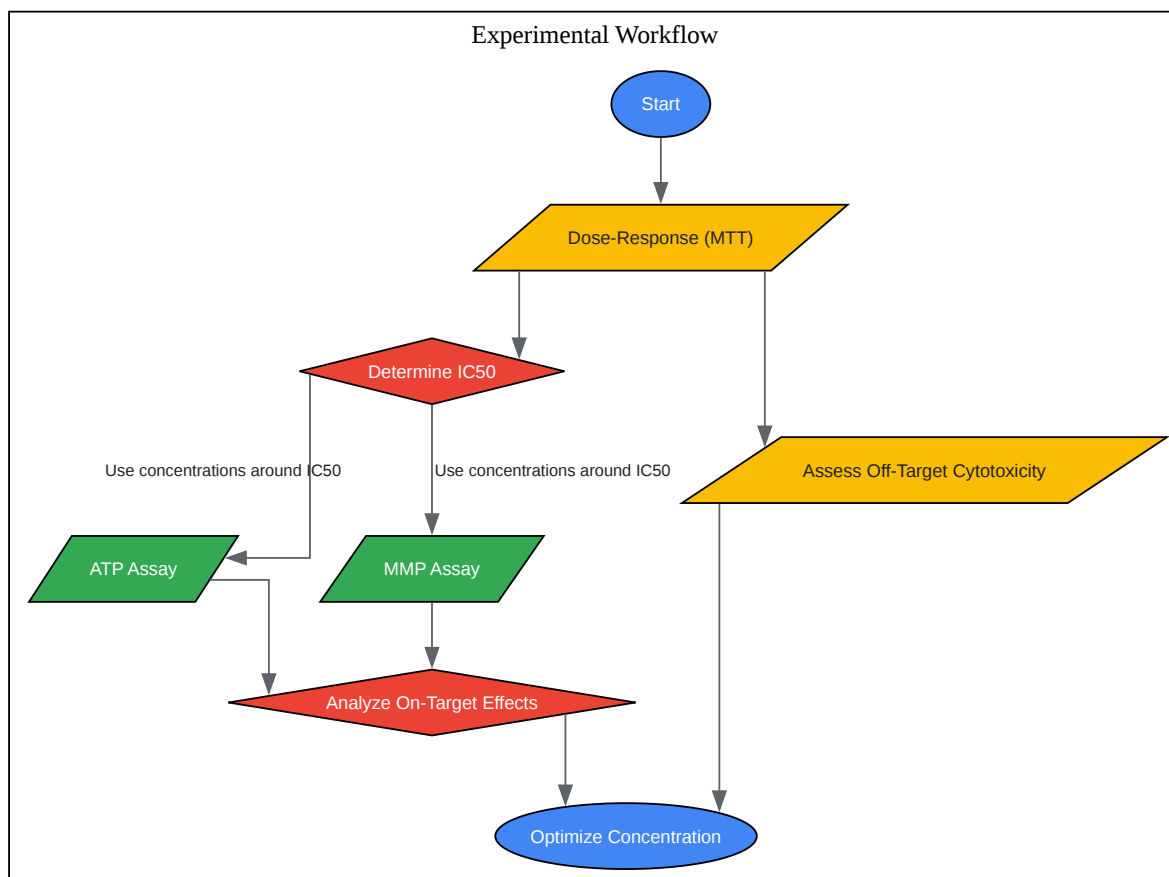 Experimental Workflow
Start
Dose-Response (MTT)
Determine IC50
Use concentrations around IC50
Use concentrations around IC50
Assess Off-Target Cytotoxicity
ATP Assay
MMP Assay
Analyze On-Target Effects
Optimize Concentration